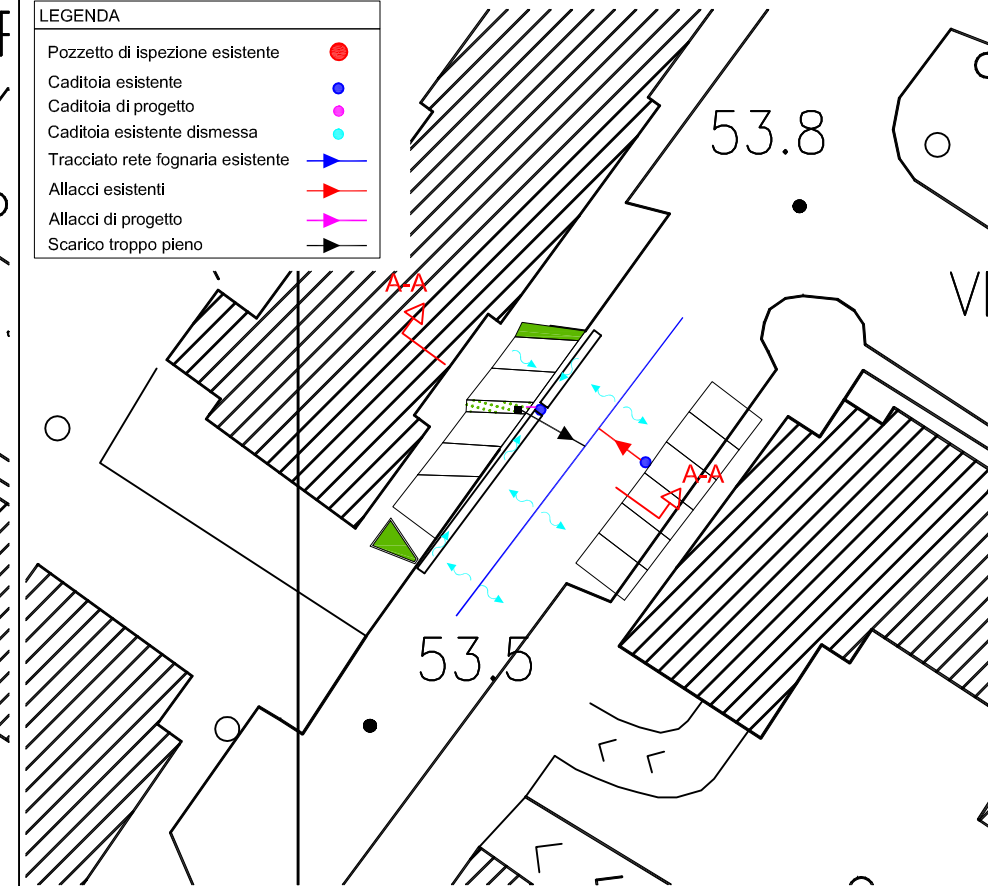 LEGENDA
Pozzetto di ispezione esistente
Caditoia esistente
Caditoia di progetto
Caditoia esistente dismessa
Tracciato rete fognaria esistente
Allacci esistenti
Allacci di progetto
Scarico troppo pieno
53.8
A-A
A-A
53.5